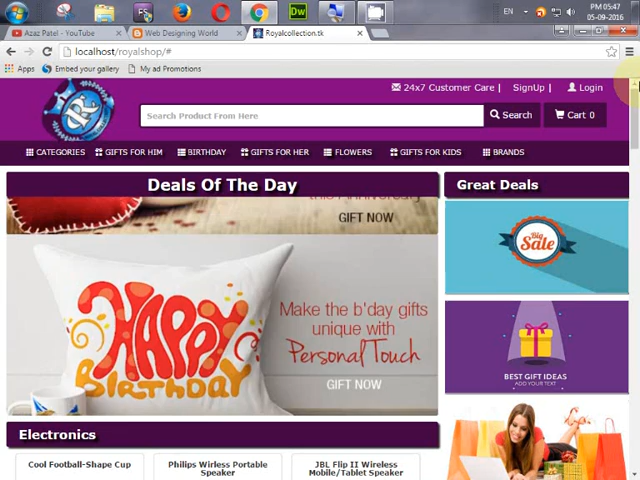 EN
PM 05:47
05-09-2016
Azaz Patel - YouTube
Web Designing World
Royalcollection.tk
localhost/royalshop/#
Apps
Embed your gallery
My ad Promotions
24x7 Customer Care |
SignUp |
Login
R
Search Product From Here
Search
Cart 0
CATEGORIES
GIFTS FOR HIM
BIRTHDAY
GIFTS FOR HER
FLOWERS
GIFTS FOR KIDS
BRANDS
Deals Of The Day
Great Deals
this Anniversary
GIFT NOW
Big
Sale
HAPPY
BIRTHDAY
Make the b'day gifts
unique with
Personal Touch
GIFT NOW
BEST GIFT IDEAS
ADD YOUR TEXT
Electronics
Cool Football-Shape Cup
Philips Wirless Portable
Speaker
JBL Flip II Wireless
Mobile/Tablet Speaker